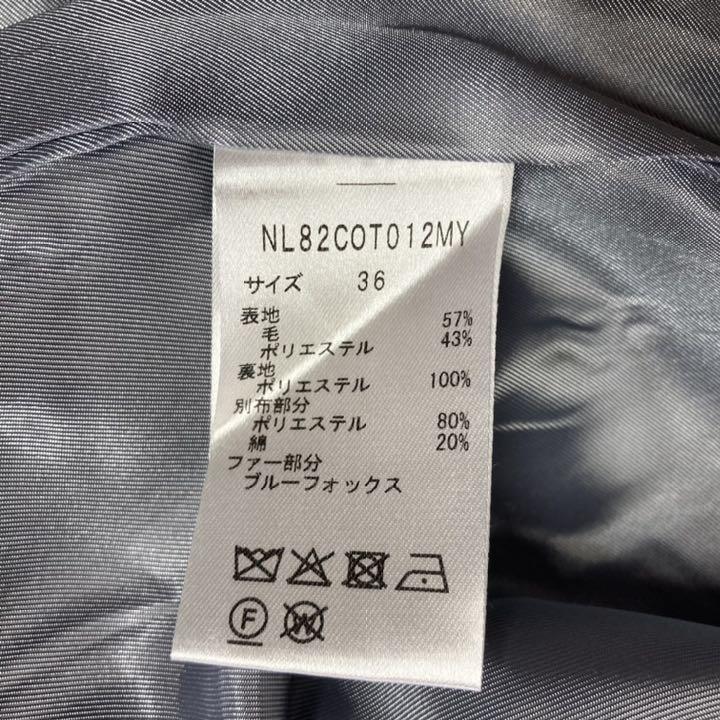 NL82COT012MY
サイズ 36
表地
毛 57%
ポリエステル 43%
裏地
ポリエステル 100%
別布部分
ポリエステル 80%
綿 20%
ファー部分
ブルーフォックス
F W